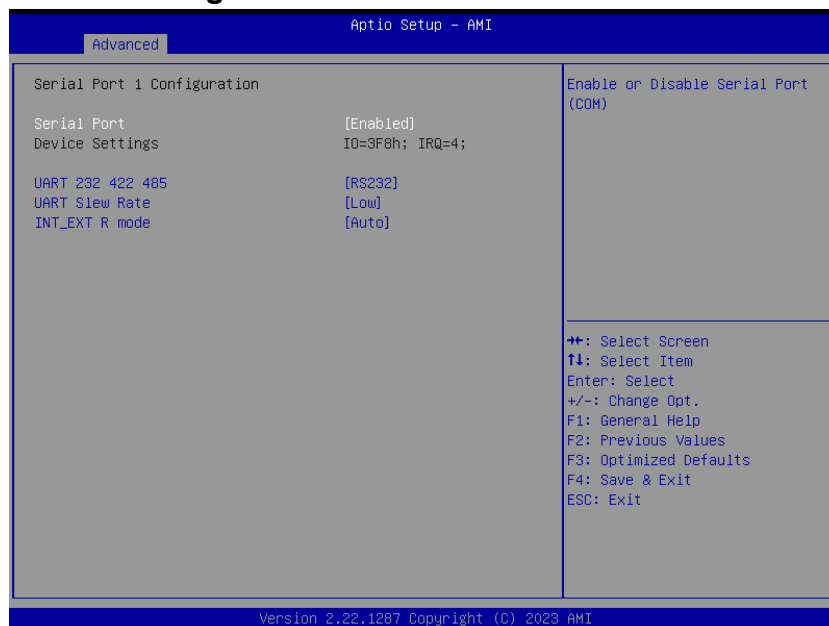 Aptio Setup - AMI
Advanced
Serial Port 1 Configuration
Serial Port [Enabled]
Device Settings IO=3F8h; IRQ=4;
UART 232 422 485 [RS232]
UART Slew Rate [Low]
INT_EXT R mode [Auto]
Enable or Disable Serial Port
(COM)
→←: Select Screen
↑↓: Select Item
Enter: Select
+/-: Change Opt.
F1: General Help
F2: Previous Values
F3: Optimized Defaults
F4: Save & Exit
ESC: Exit
Version 2.22.1287 Copyright (C) 2023 AMI